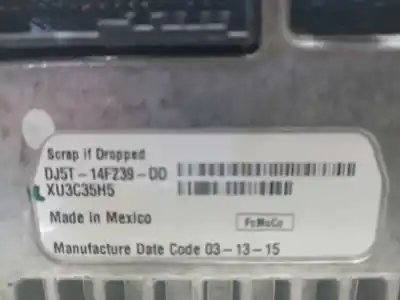 Scrap if Dropped
DJ5T-14F239-DD
XU3C35H5
Made in Mexico
FoMoCo
Manufacture Date Code 03-13-15